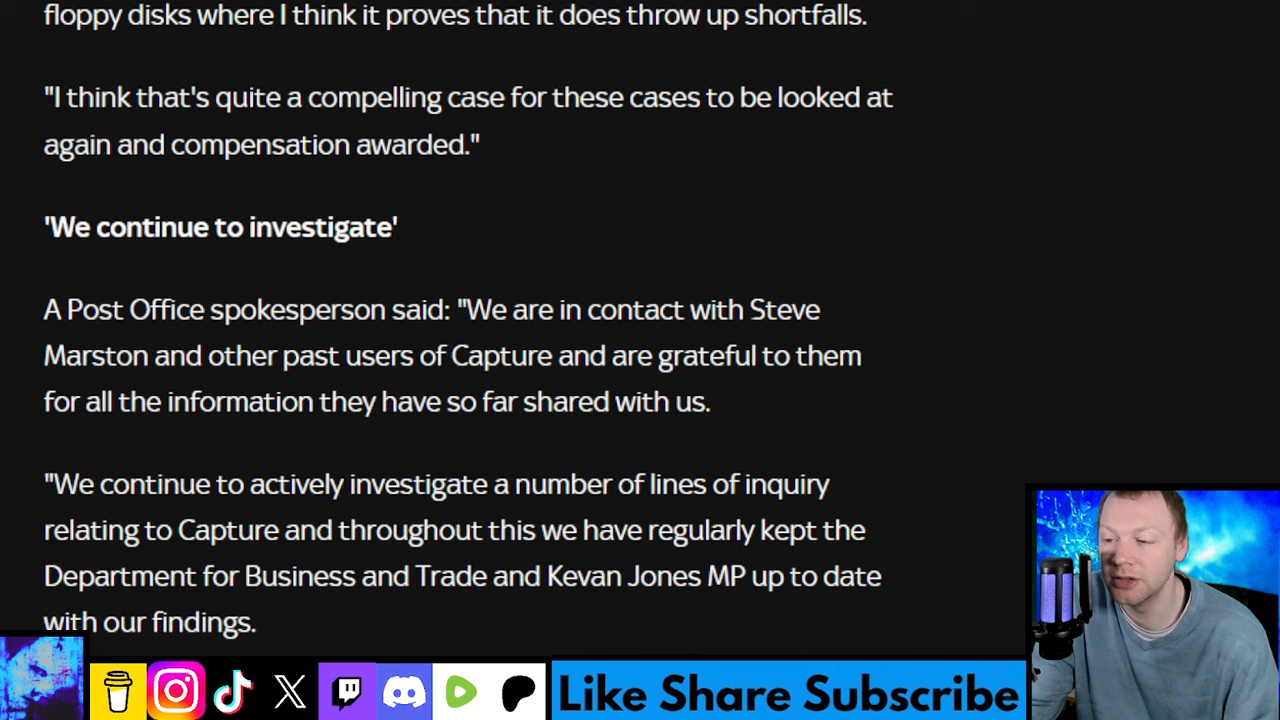 floppy disks where I think it proves that it does throw up shortfalls.
"I think that's quite a compelling case for these cases to be looked at
again and compensation awarded."
'We continue to investigate'
A Post Office spokesperson said: "We are in contact with Steve
Marston and other past users of Capture and are grateful to them
for all the information they have so far shared with us.
"We continue to actively investigate a number of lines of inquiry
relating to Capture and throughout this we have regularly kept the
Department for Business and Trade and Kevan Jones MP up to date
with our findings.
Like Share Subscribe